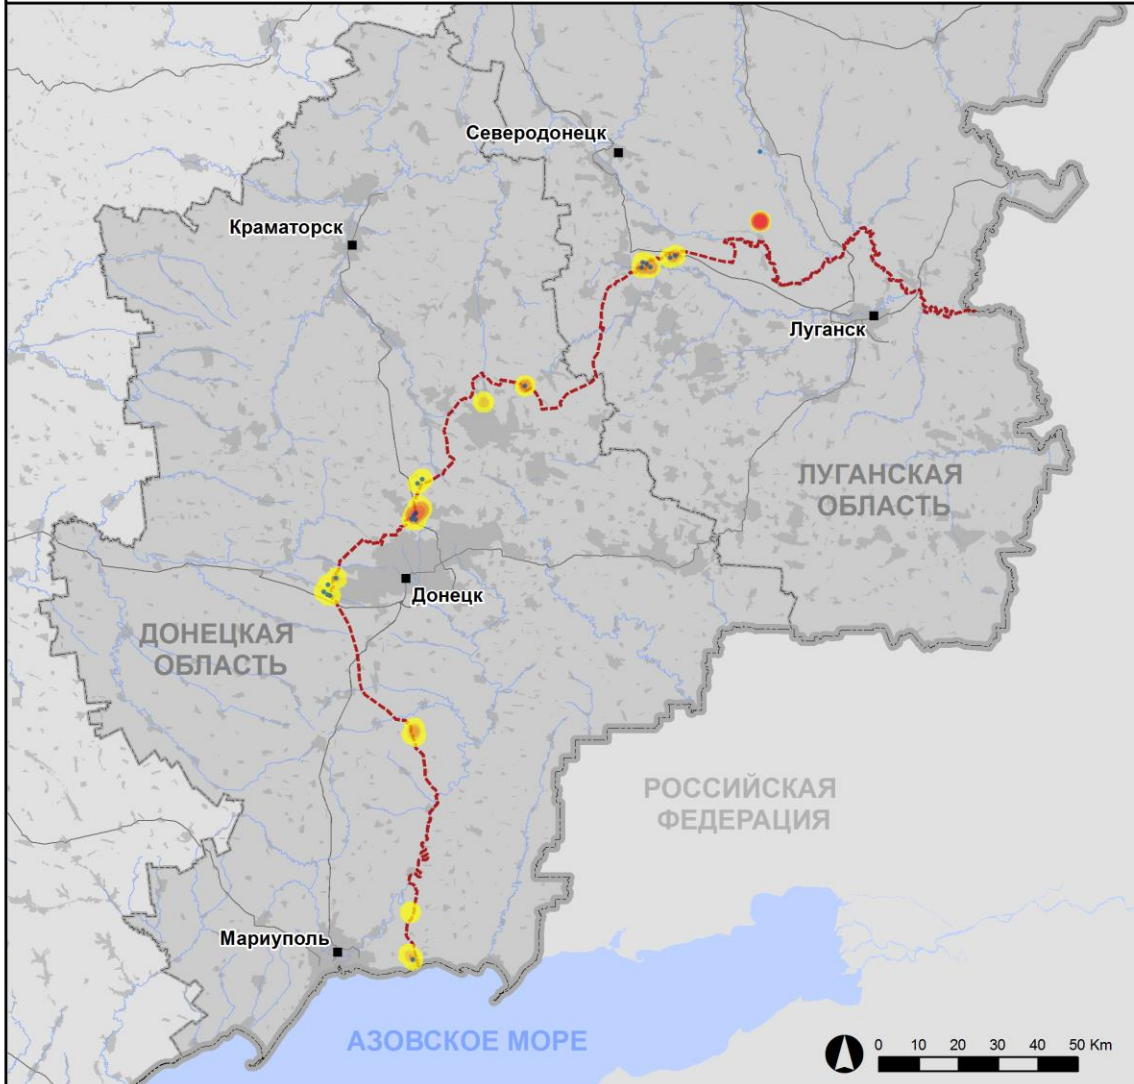 Северодонецк
Краматорск
Луганск
ЛУГАНСКАЯ
ОБЛАСТЬ
Донецк
ДОНЕЦКАЯ
ОБЛАСТЬ
РОССИЙСКАЯ
ФЕДЕРАЦИЯ
Мариуполь
АЗОВСКОЕ МОРЕ
0 10 20 30 40 50 Km